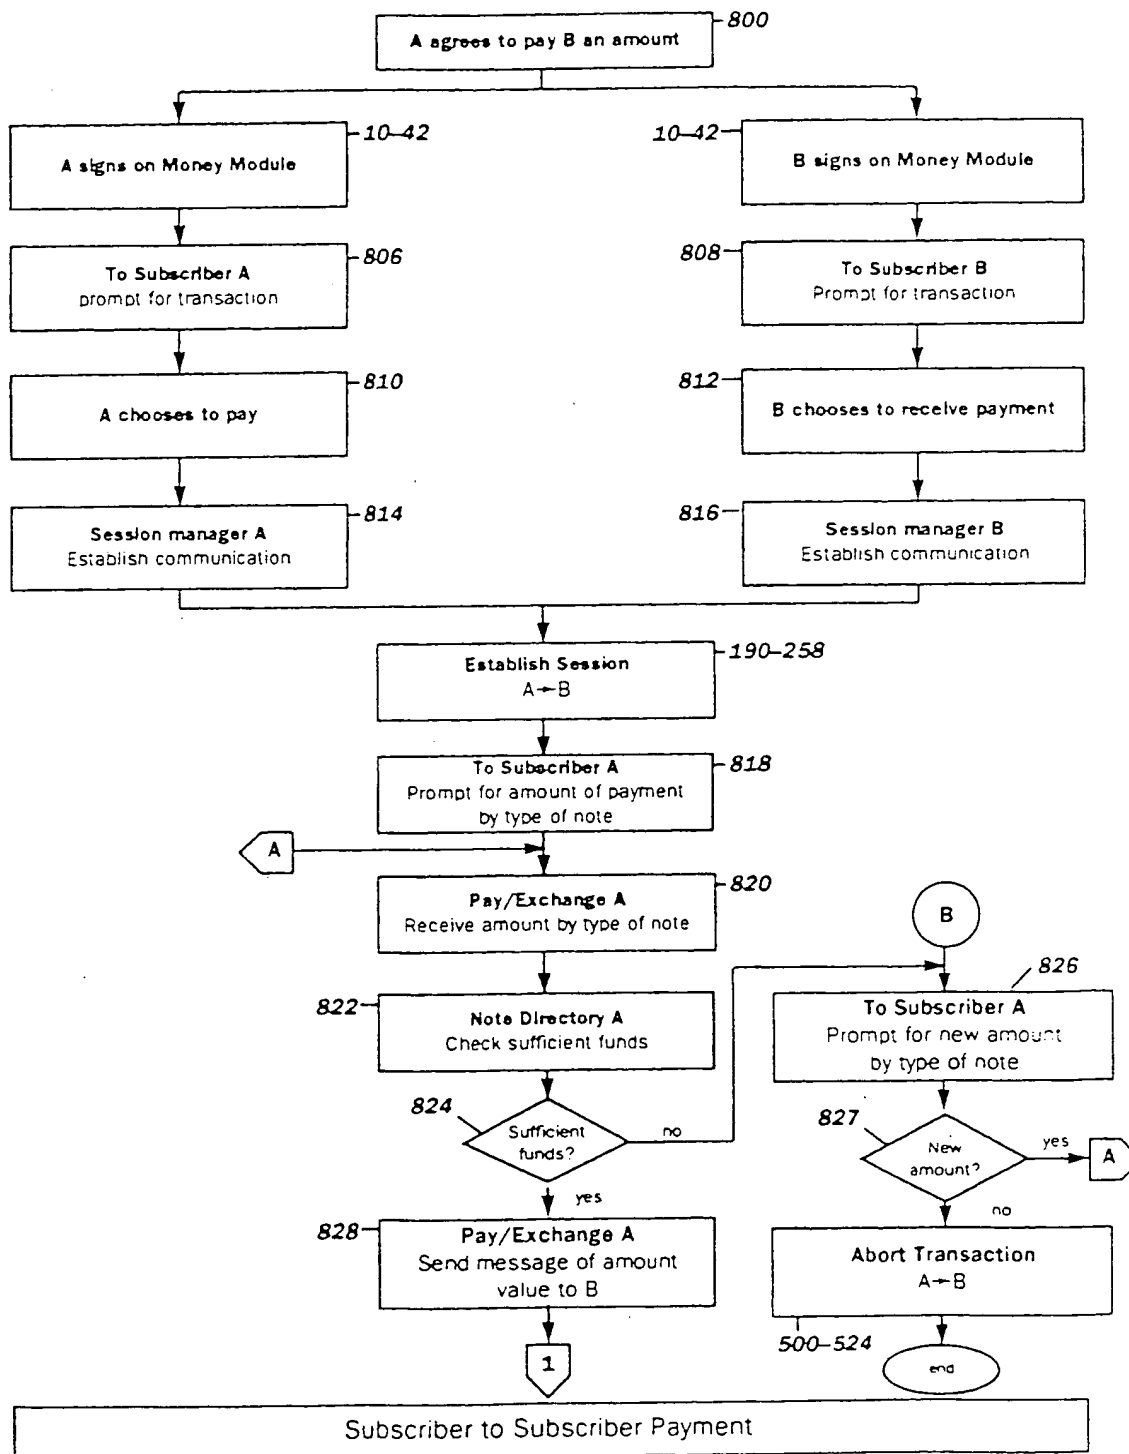 A agrees to pay B an amount
800
A signs on Money Module
10-42
10-42
B signs on Money Module
To Subscriber A
prompt for transaction
806
808
To Subscriber B
Prompt for transaction
A chooses to pay
810
812
B chooses to receive payment
Session manager A
Establish communication
814
816
Session manager B
Establish communication
Establish Session
A→B
190-258
To Subscriber A
Prompt for amount of payment
by type of note
818
A
Pay/Exchange A
Receive amount by type of note
820
B
822
Note Directory A
Check sufficient funds
826
To Subscriber A
Prompt for new amount
by type of note
824
Sufficient
funds?
no
yes
827
New
amount?
yes
A
no
828
Pay/Exchange A
Send message of amount
value to B
Abort Transaction
A→B
500-524
1
end
Subscriber to Subscriber Payment